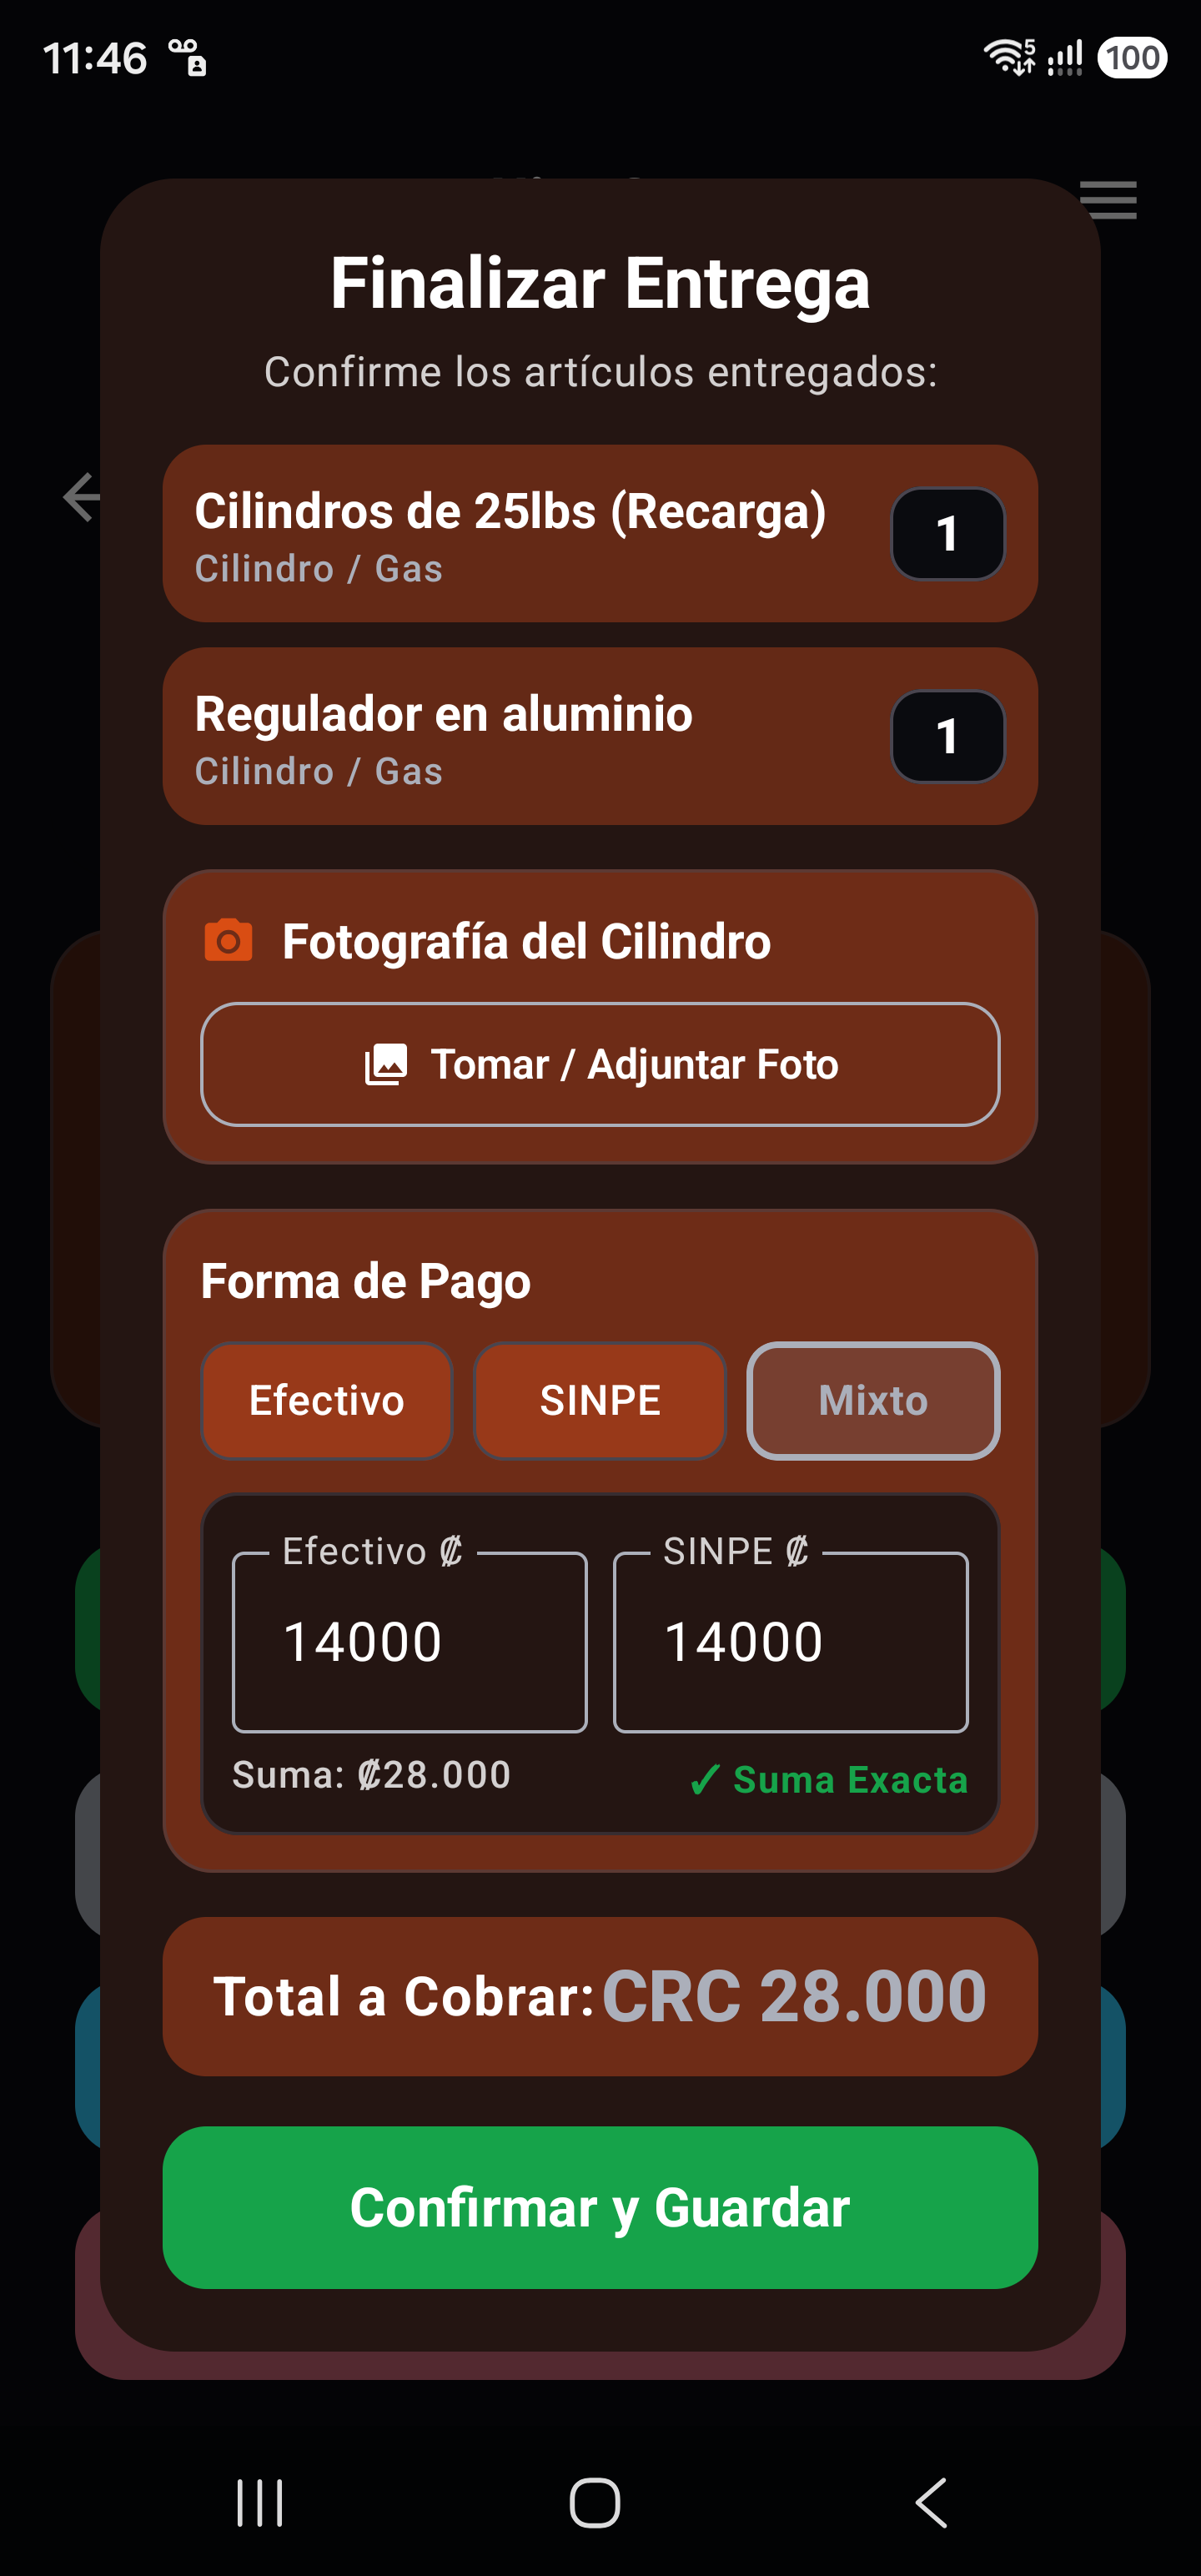 11:46
5
100
Finalizar Entrega
Confirme los artículos entregados:
Cilindros de 25lbs (Recarga)
Cilindro / Gas
1
Regulador en aluminio
Cilindro / Gas
1
Fotografía del Cilindro
Tomar / Adjuntar Foto
Forma de Pago
Efectivo
SINPE
Mixto
Efectivo ₡
SINPE ₡
14000
14000
Suma: ₡28.000
✓ Suma Exacta
Total a Cobrar: CRC 28.000
Confirmar y Guardar